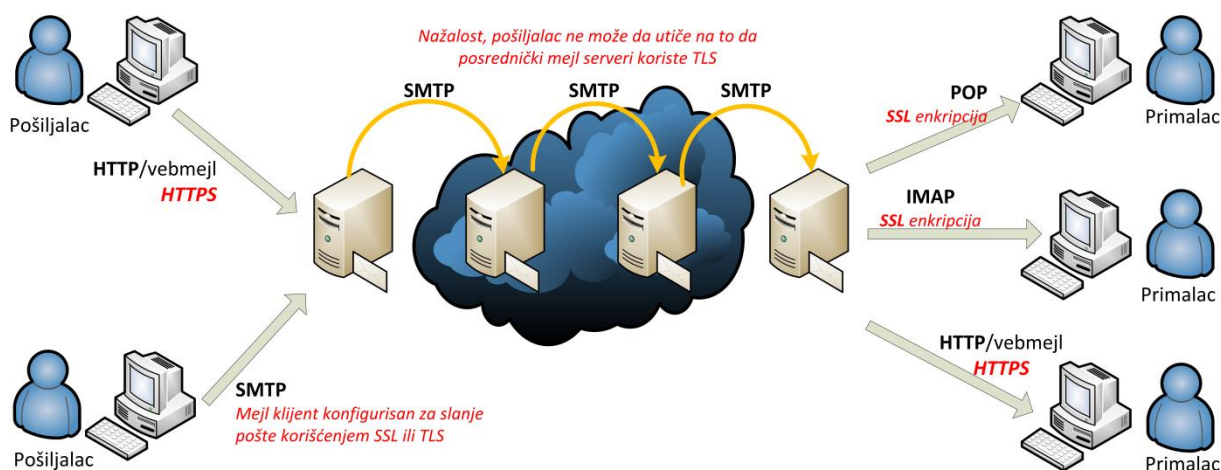 Nažalost, pošiljalac ne može da utiče na to da
posrednički mejl serveri koriste TLS
SMTP
SMTP
SMTP
Pošiljalac
HTTP/vebmejl
HTTPS
POP
SSL enkripcija
Primalac
IMAP
SSL enkripcija
Primalac
SMTP
Mejl klijent konfigurisan za slanje
pošte korišćenjem SSL ili TLS
Pošiljalac
HTTP/vebmejl
HTTPS
Primalac